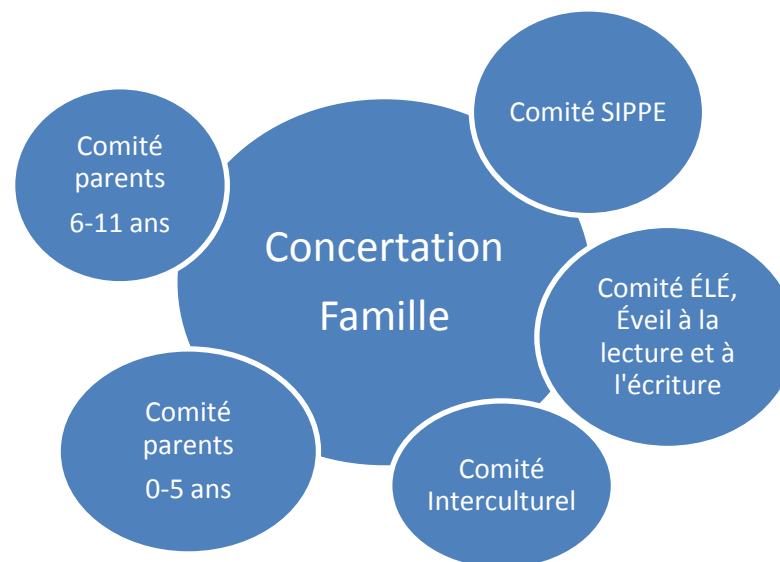 Comité SIPPE
Comité
parents
6-11 ans
Concertation
Famille
Comité ÉLÉ,
Éveil à la
lecture et à
l'écriture
Comité
parents
0-5 ans
Comité
Interculturel